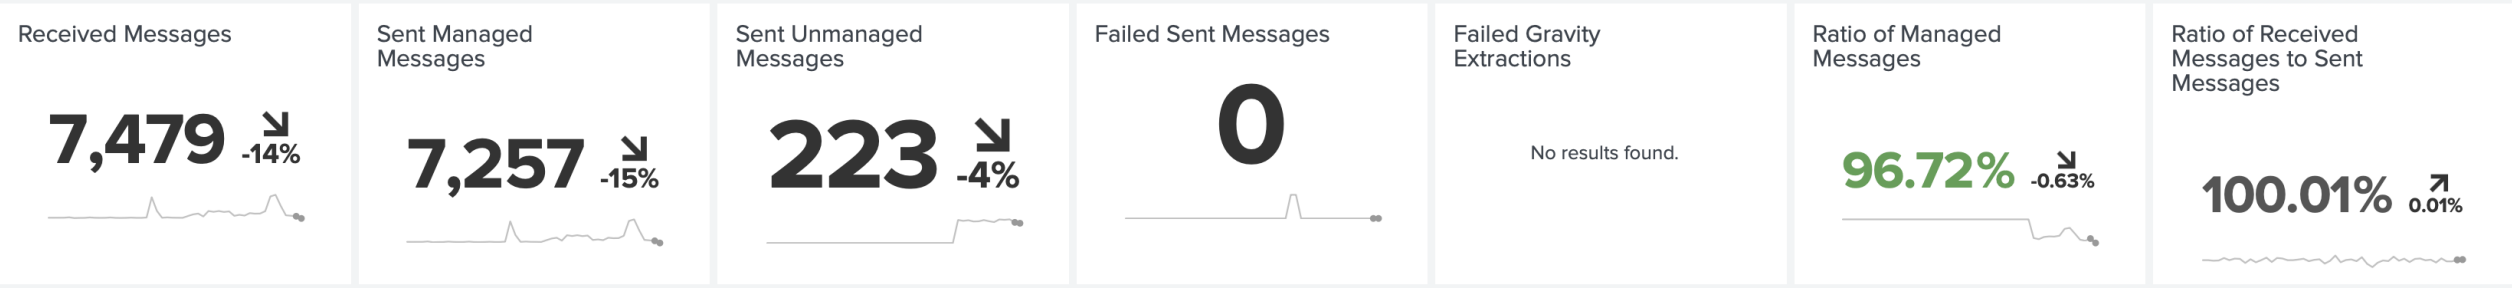 Received Messages
7,479
-14%
Sent Managed
Messages
7,257
-15%
Sent Unmanaged
Messages
223
-4%
Failed Sent Messages
0
Failed Gravity
Extractions
No results found.
Ratio of Managed
Messages
96.72%
-0.63%
Ratio of Received
Messages to Sent
Messages
100.01%
0.01%